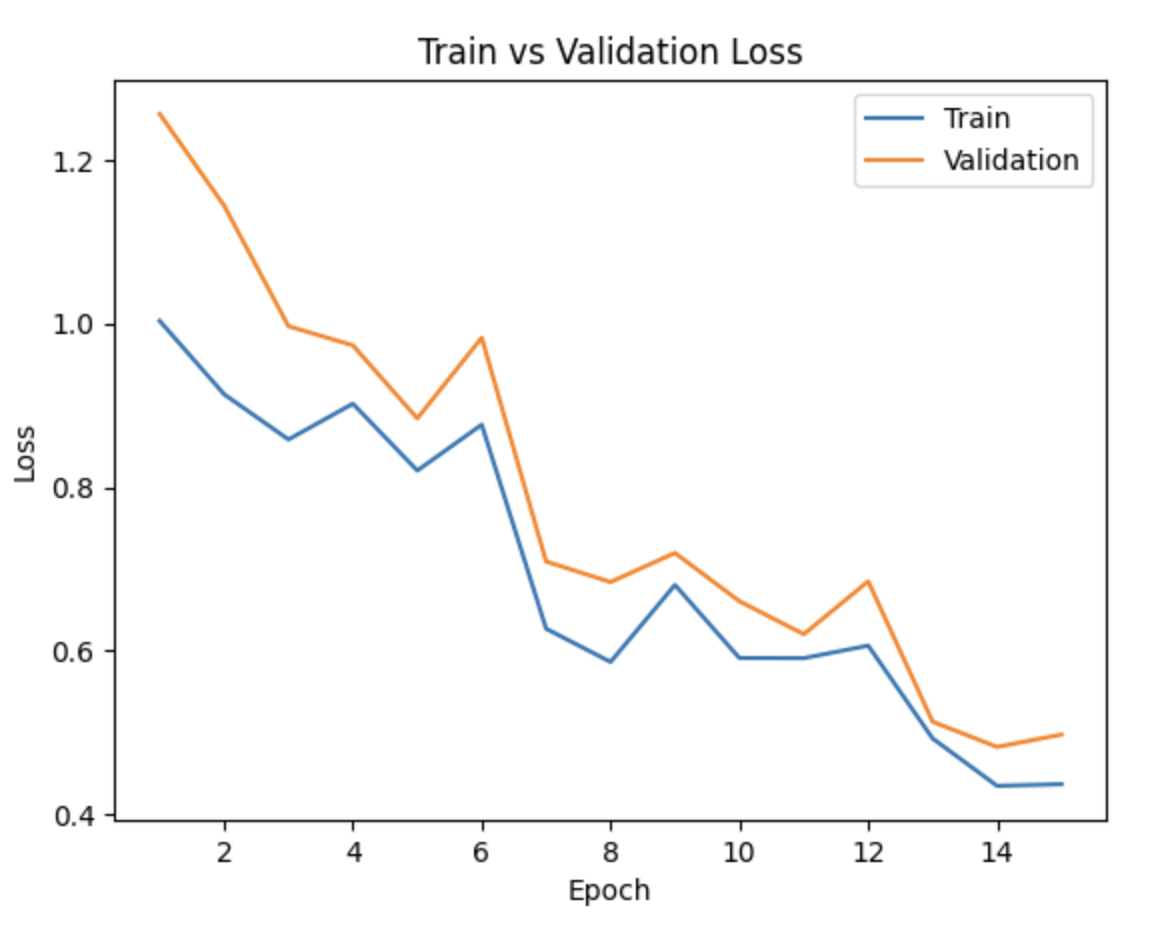 Train vs Validation Loss
Train
Validation
1.2
1.0
0.8
0.6
0.4
Loss
2 4 6 8 10 12 14
Epoch